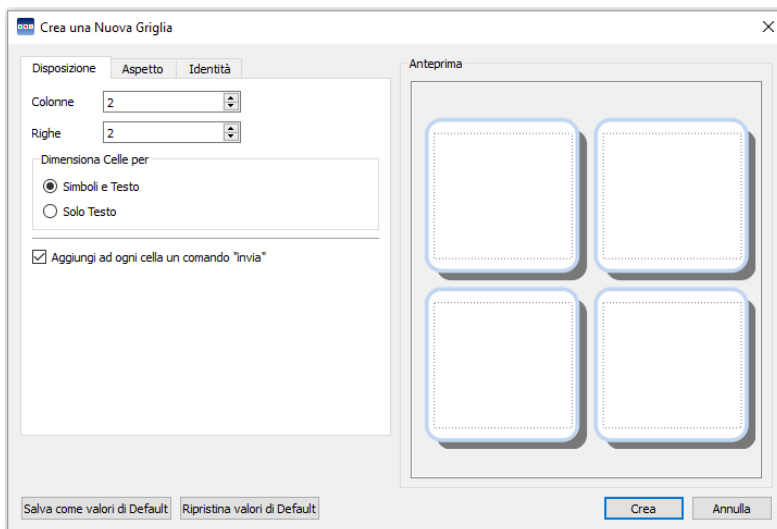 Crea una Nuova Griglia
Disposizione Aspetto Identità
Colonne 2
Righe 2
Dimensiona Celle per
Simboli e Testo
Solo Testo
Aggiungi ad ogni cella un comando "invia"
Anteprima
Salva come valori di Default Ripristina valori di Default Crea Annulla